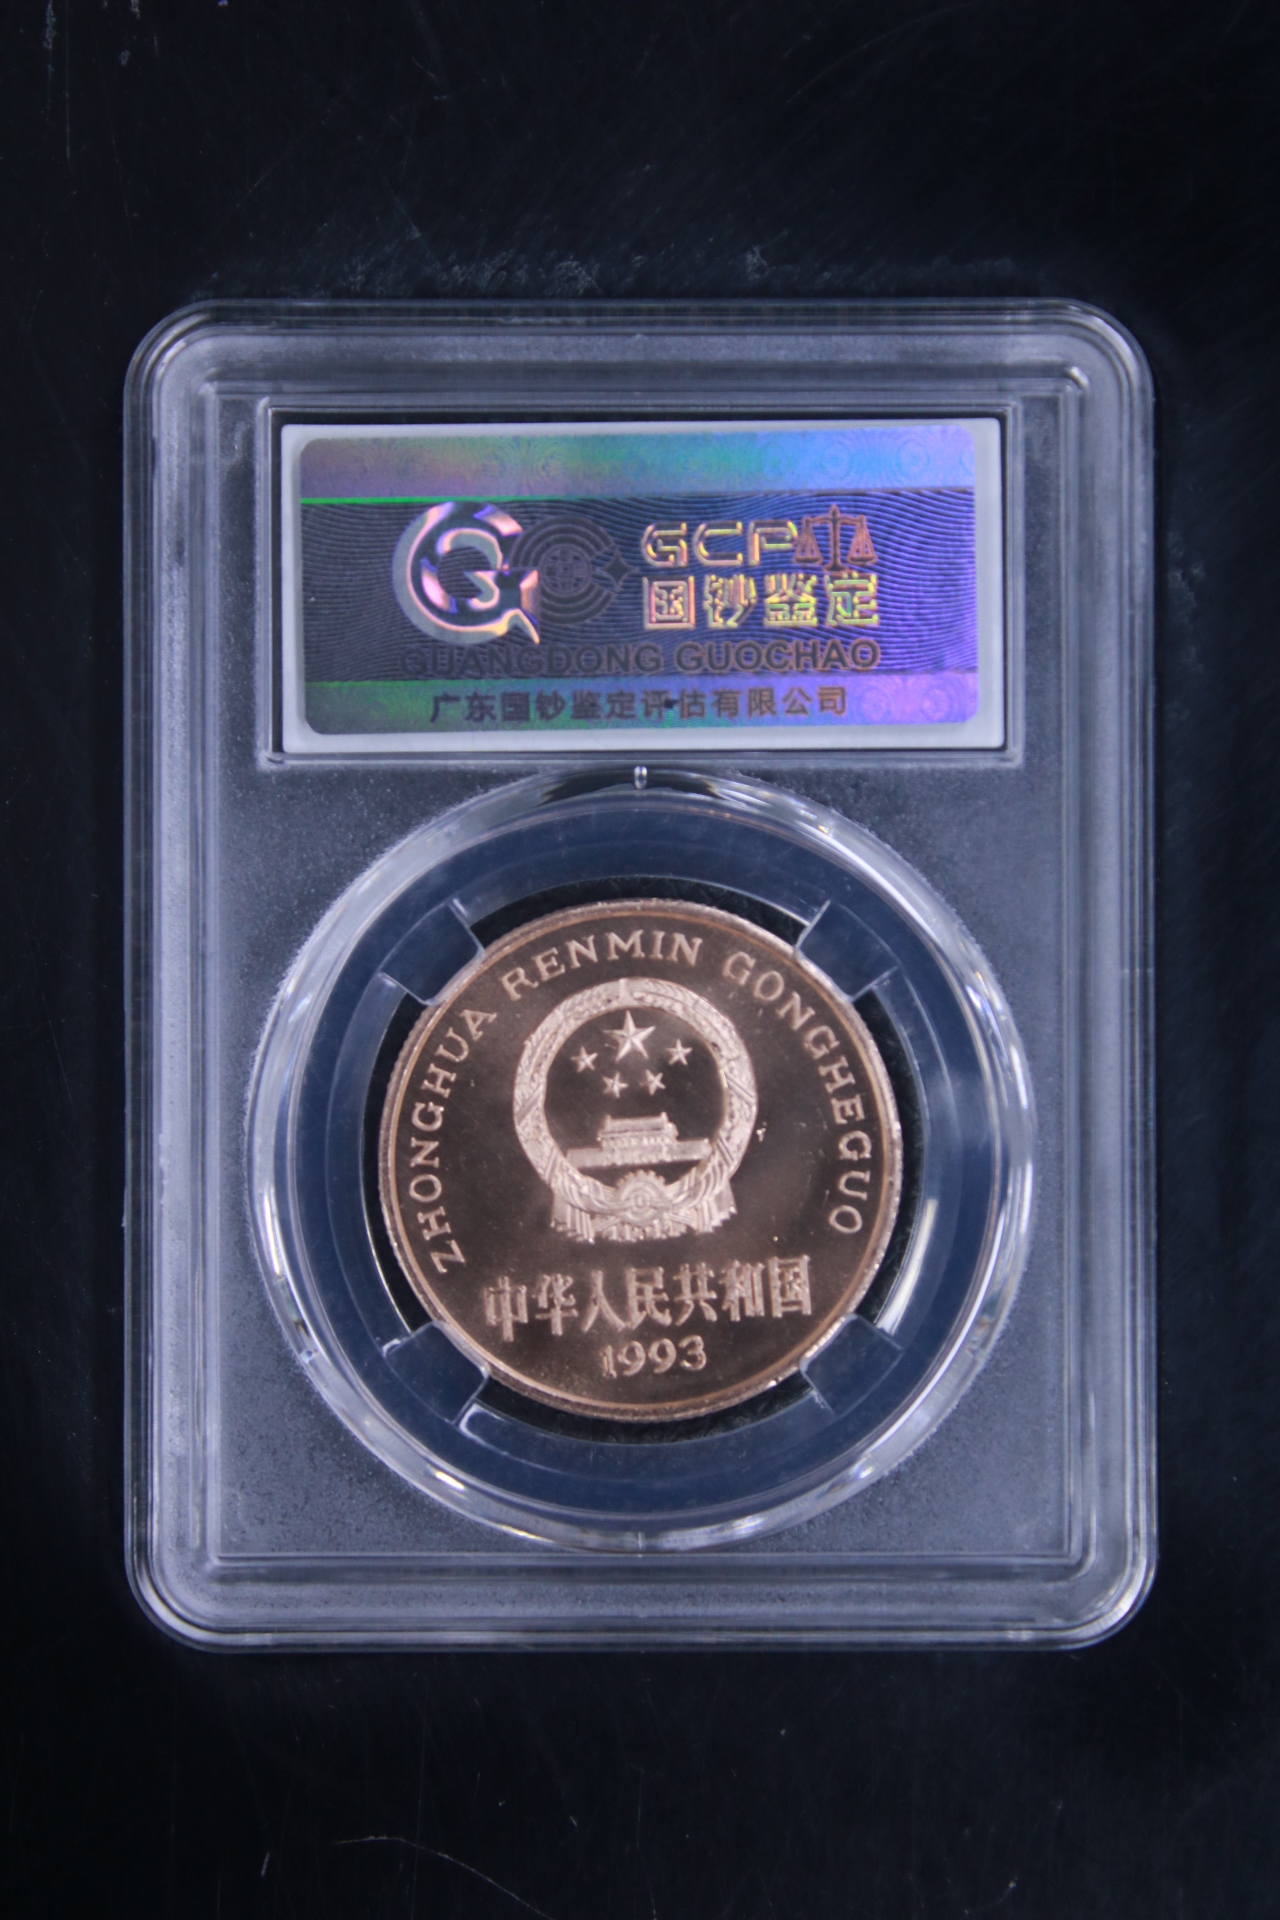 GCP
国钞鉴定
GUANGDONG GUOCHAO
广东国钞鉴定评估有限公司
ZHONGHUA RENMIN GONGHEGUO
中华人民共和国
1993